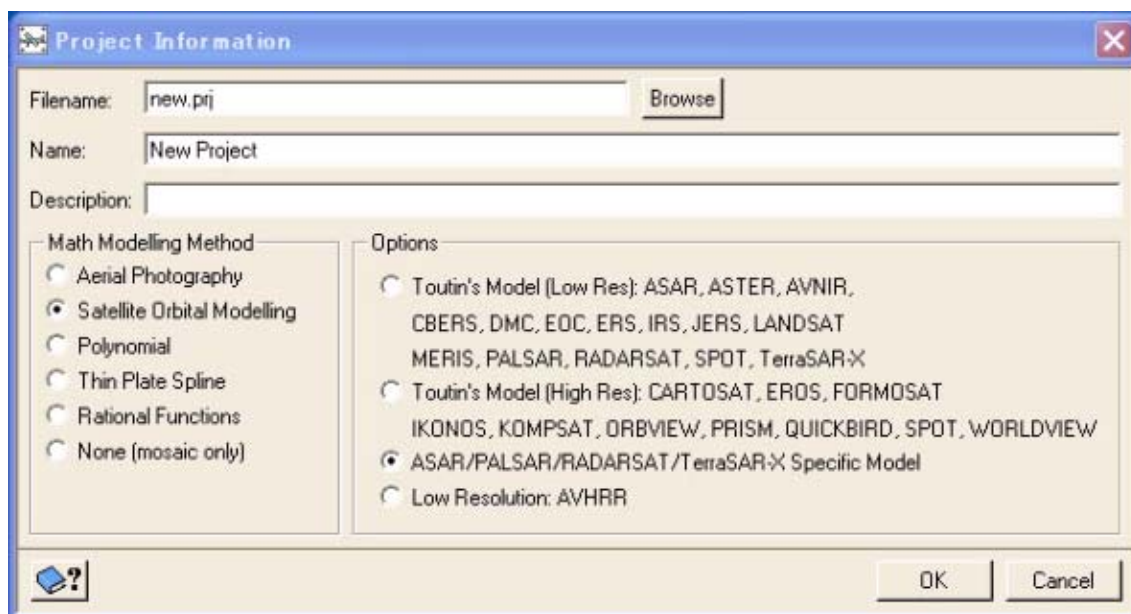 Project Information
Filename: new.prj Browse
Name: New Project
Description:
Math Modelling Method
Aerial Photography
Satellite Orbital Modelling
Polynomial
Thin Plate Spline
Rational Functions
None (mosaic only)
Options
Toutin's Model (Low Res): ASAR, ASTER, AVNIR,
CBERS, DMC, EOC, ERS, IRS, JERS, LANDSAT
MERIS, PALSAR, RADARSAT, SPOT, TerraSAR-X
Toutin's Model (High Res): CARTOSAT, EROS, FORMOSAT
IKONOS, KOMPSAT, ORBVIEW, PRISM, QUICKBIRD, SPOT, WORLDVIEW
ASAR/PALSAR/RADARSAT/TerraSAR-X Specific Model
Low Resolution: AVHRR
?
OK Cancel